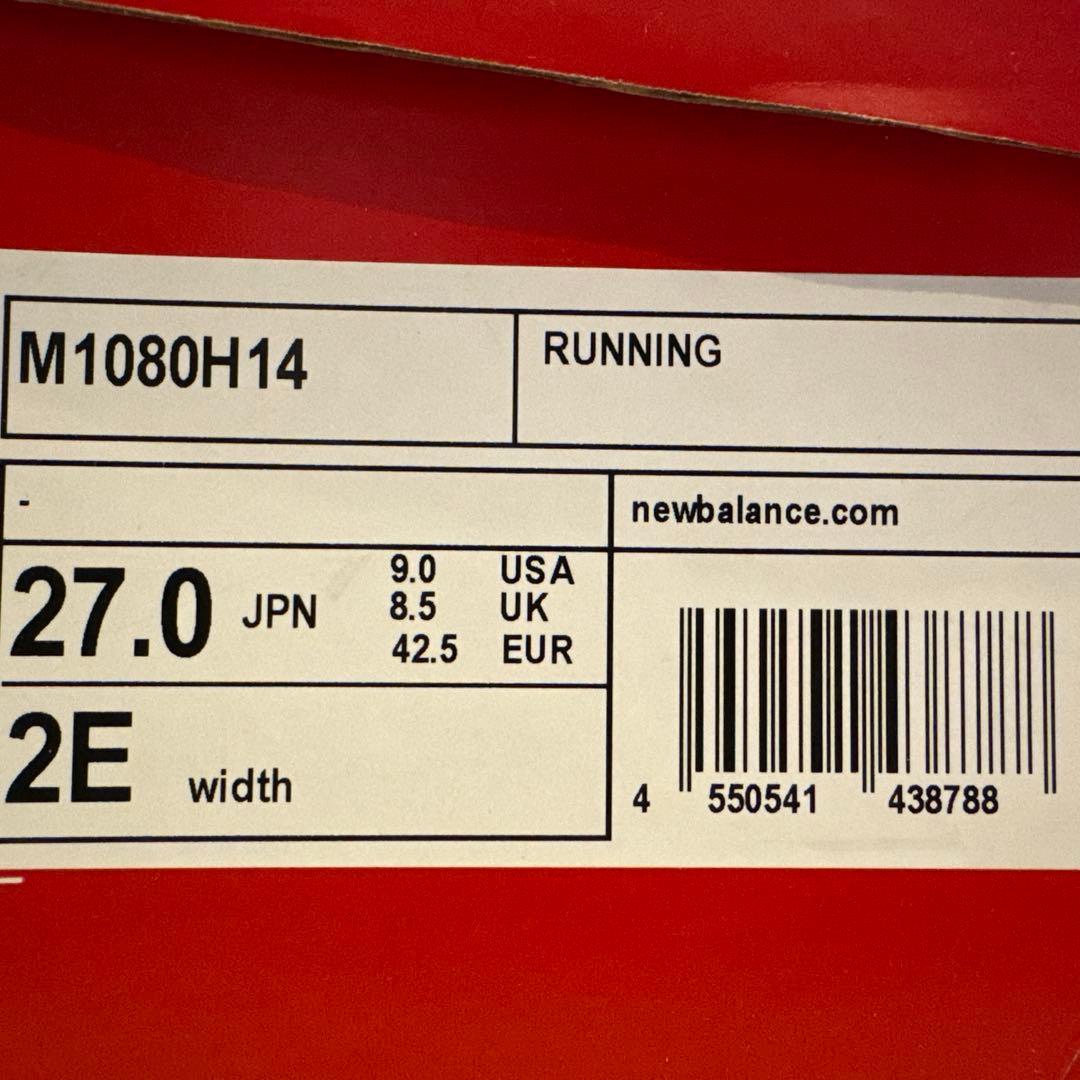 M1080H14
RUNNING
-
newbalance.com
27.0 JPN
9.0 USA
8.5 UK
42.5 EUR
2E width
4 550541 438788